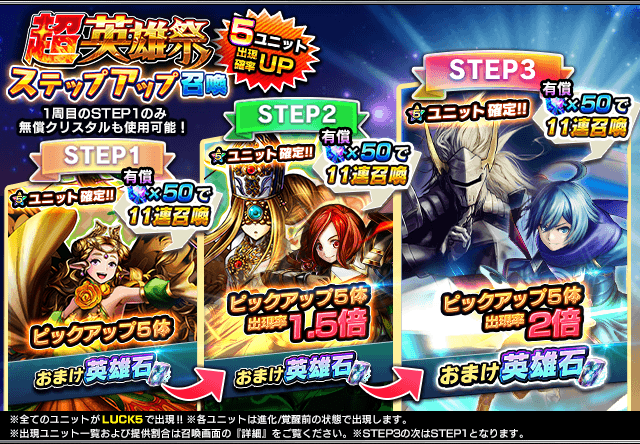 超英雄祭
ステップアップ召喚
5ユニット
出現確率UP
1周目のSTEP1のみ
無償クリスタルも使用可能！
STEP1
ユニット確定!!
有償
×50で
11連召喚
ピックアップ5体
おまけ英雄石
STEP2
ユニット確定!!
有償
×50で
11連召喚
ピックアップ5体
出現率1.5倍
おまけ英雄石
STEP3
ユニット確定!!
有償
×50で
11連召喚
ピックアップ5体
出現率2倍
おまけ英雄石
※全てのユニットがLUCK5で出現!! ※各ユニットは進化/覚醒前の状態で出現します。
※出現ユニット一覧および提供割合は召喚画面の『詳細』をご覧ください。※STEP3の次はSTEP1となります。